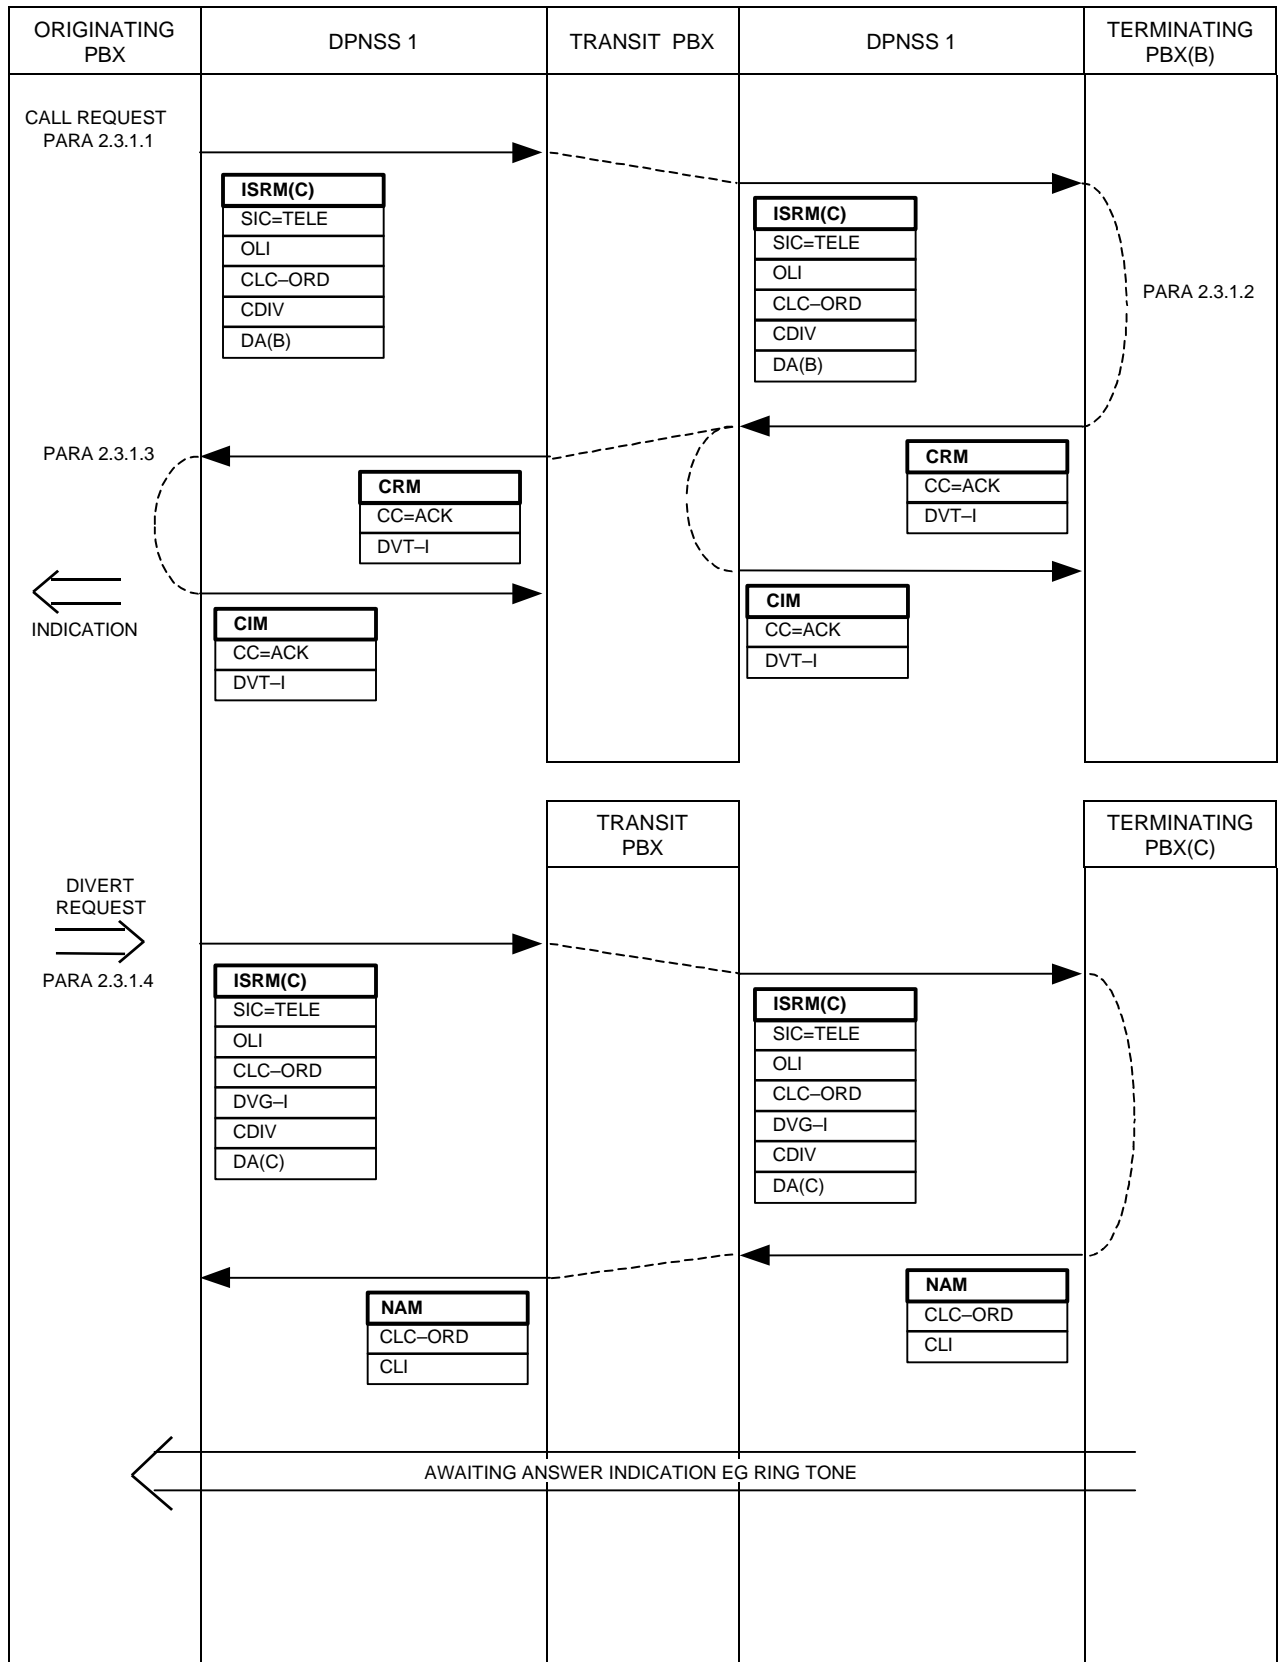 ORIGINATING
PBX
DPNSS 1
TRANSIT PBX
DPNSS 1
TERMINATING
PBX(B)
CALL REQUEST
PARA 2.3.1.1
ISRM(C)
SIC=TELE
OLI
CLC–ORD
CDIV
DA(B)
ISRM(C)
SIC=TELE
OLI
CLC–ORD
CDIV
DA(B)
PARA 2.3.1.2
PARA 2.3.1.3
CRM
CC=ACK
DVT–I
CRM
CC=ACK
DVT–I
INDICATION
CIM
CC=ACK
DVT–I
CIM
CC=ACK
DVT–I
TRANSIT
PBX
TERMINATING
PBX(C)
DIVERT
REQUEST
PARA 2.3.1.4
ISRM(C)
SIC=TELE
OLI
CLC–ORD
DVG–I
CDIV
DA(C)
ISRM(C)
SIC=TELE
OLI
CLC–ORD
DVG–I
CDIV
DA(C)
NAM
CLC–ORD
CLI
NAM
CLC–ORD
CLI
AWAITING ANSWER INDICATION EG RING TONE